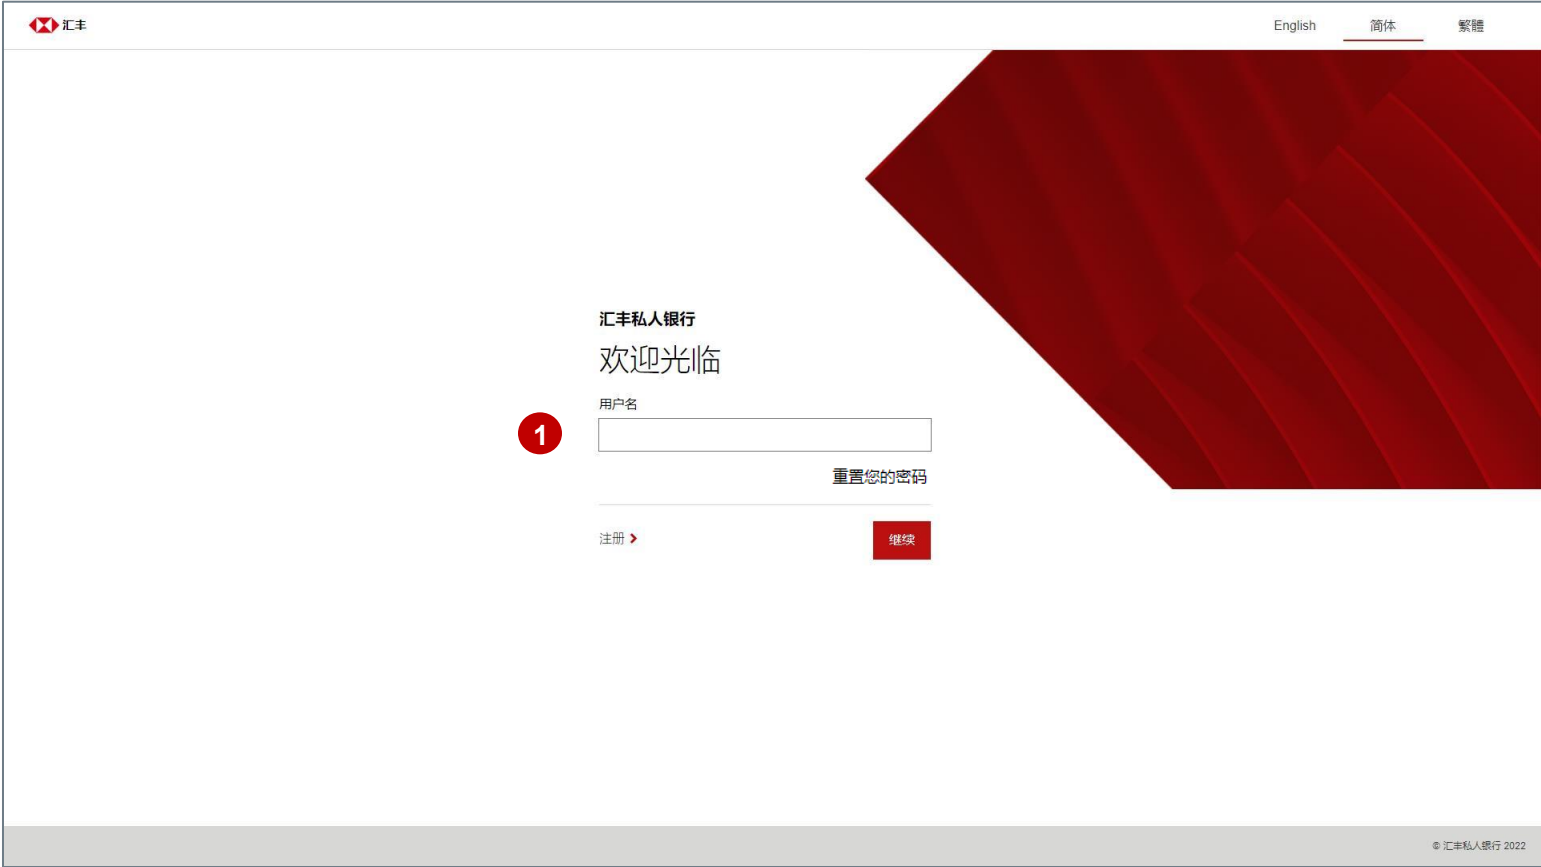 汇丰
English 简体 繁體
汇丰私人银行
欢迎光临
用户名
1
重置您的密码
注册
继续
© 汇丰私人银行 2022